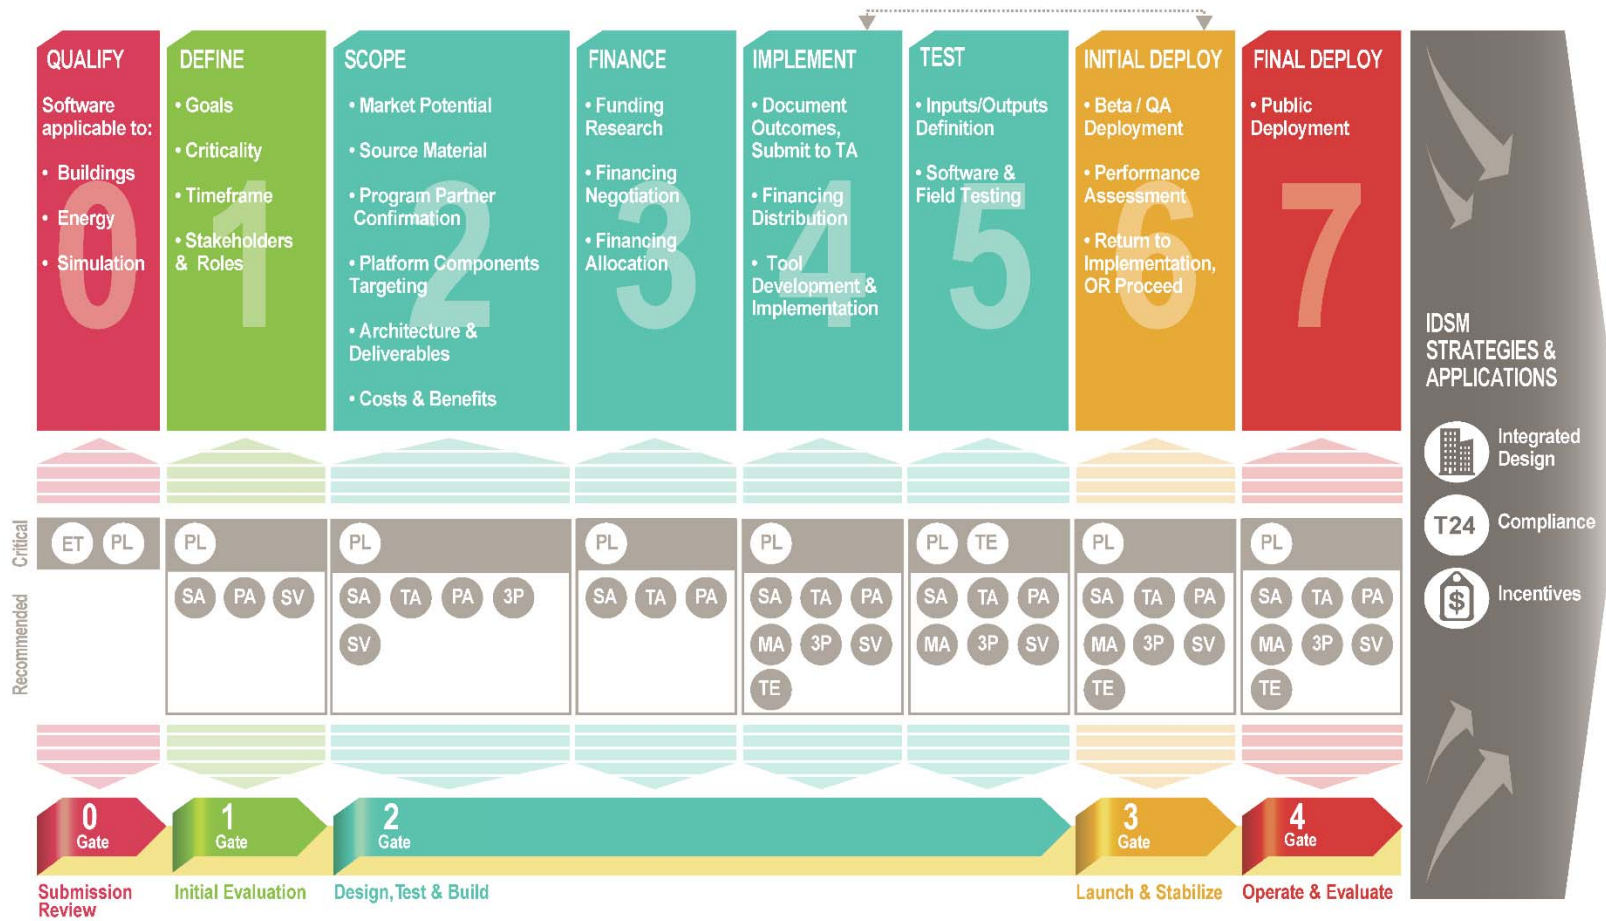 QUALIFY
Software
applicable to:
• Buildings
• Energy
• Simulation
0
DEFINE
• Goals
• Criticality
• Timeframe
• Stakeholders
& Roles
1
SCOPE
• Market Potential
• Source Material
• Program Partner
Confirmation
• Platform Components
Targeting
• Architecture &
Deliverables
• Costs & Benefits
2
FINANCE
• Funding
Research
• Financing
Negotiation
• Financing
Allocation
3
IMPLEMENT
• Document
Outcomes,
Submit to TA
• Financing
Distribution
• Tool
Development &
Implementation
4
TEST
• Inputs/Outputs
Definition
• Software &
Field Testing
5
INITIAL DEPLOY
• Beta / QA
Deployment
• Performance
Assessment
• Return to
Implementation,
OR Proceed
6
FINAL DEPLOY
• Public
Deployment
7
IDSM
STRATEGIES &
APPLICATIONS
Integrated
Design
T24 Compliance
$ Incentives
Critical
ET PL
PL
PL
PL
PL
PL TE
PL
PL
Recommended
SA PA SV
SA TA PA 3P
SV
SA TA PA
SA TA PA
MA 3P SV
TE
SA TA PA
MA 3P SV
SA TA PA
MA 3P SV
TE
SA TA PA
MA 3P SV
TE
0
Gate
Submission
Review
1
Gate
Initial Evaluation
2
Gate
Design, Test & Build
3
Gate
Launch & Stabilize
4
Gate
Operate & Evaluate